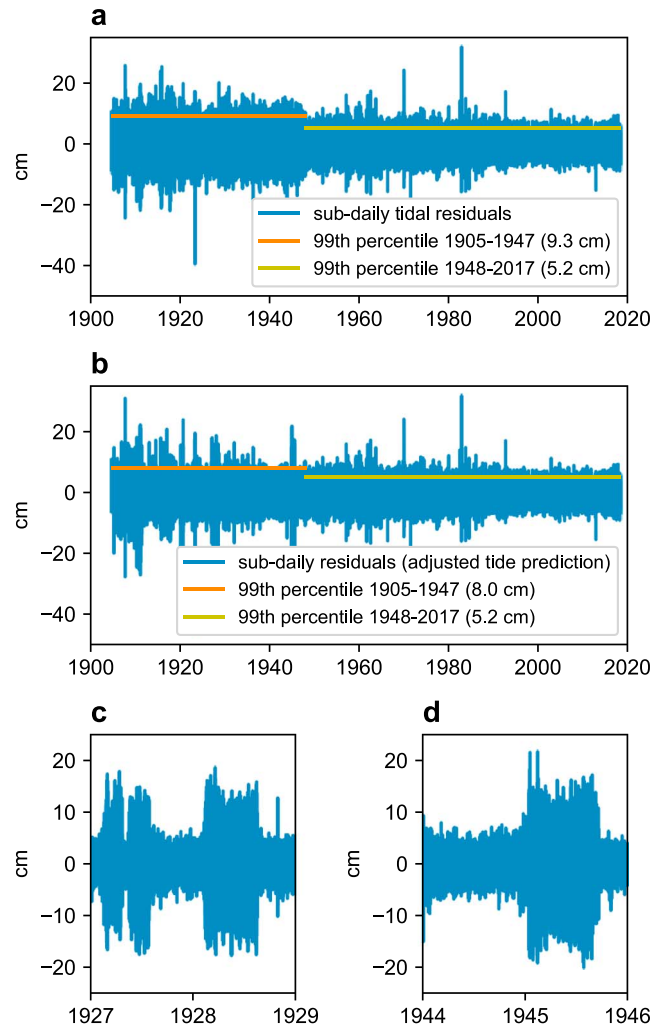 a
20
0
−20
−40
cm
sub-daily tidal residuals
99th percentile 1905-1947 (9.3 cm)
99th percentile 1948-2017 (5.2 cm)
1900 1920 1940 1960 1980 2000 2020
b
20
0
−20
−40
cm
sub-daily residuals (adjusted tide prediction)
99th percentile 1905-1947 (8.0 cm)
99th percentile 1948-2017 (5.2 cm)
1900 1920 1940 1960 1980 2000 2020
c
20
10
0
−10
−20
cm
1927 1928 1929
d
20
10
0
−10
−20
cm
1944 1945 1946